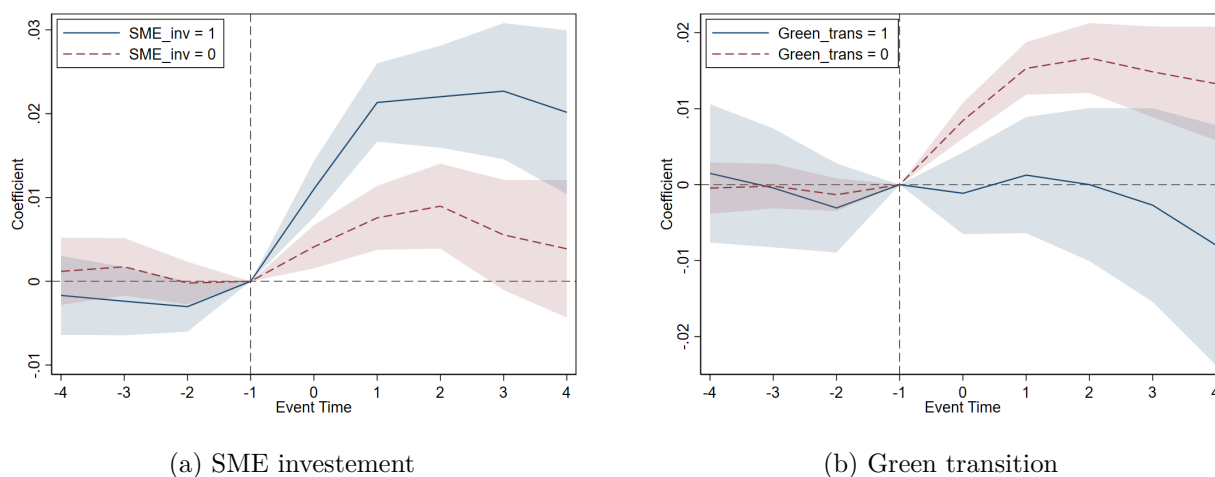 .03
.02
.01
0
-.01
Coefficient
SME_inv = 1
SME_inv = 0
-4 -3 -2 -1 0 1 2 3 4
Event Time
(a) SME investement
.02
.01
0
-.01
-.02
Coefficient
Green_trans = 1
Green_trans = 0
-4 -3 -2 -1 0 1 2 3 4
Event Time
(b) Green transition